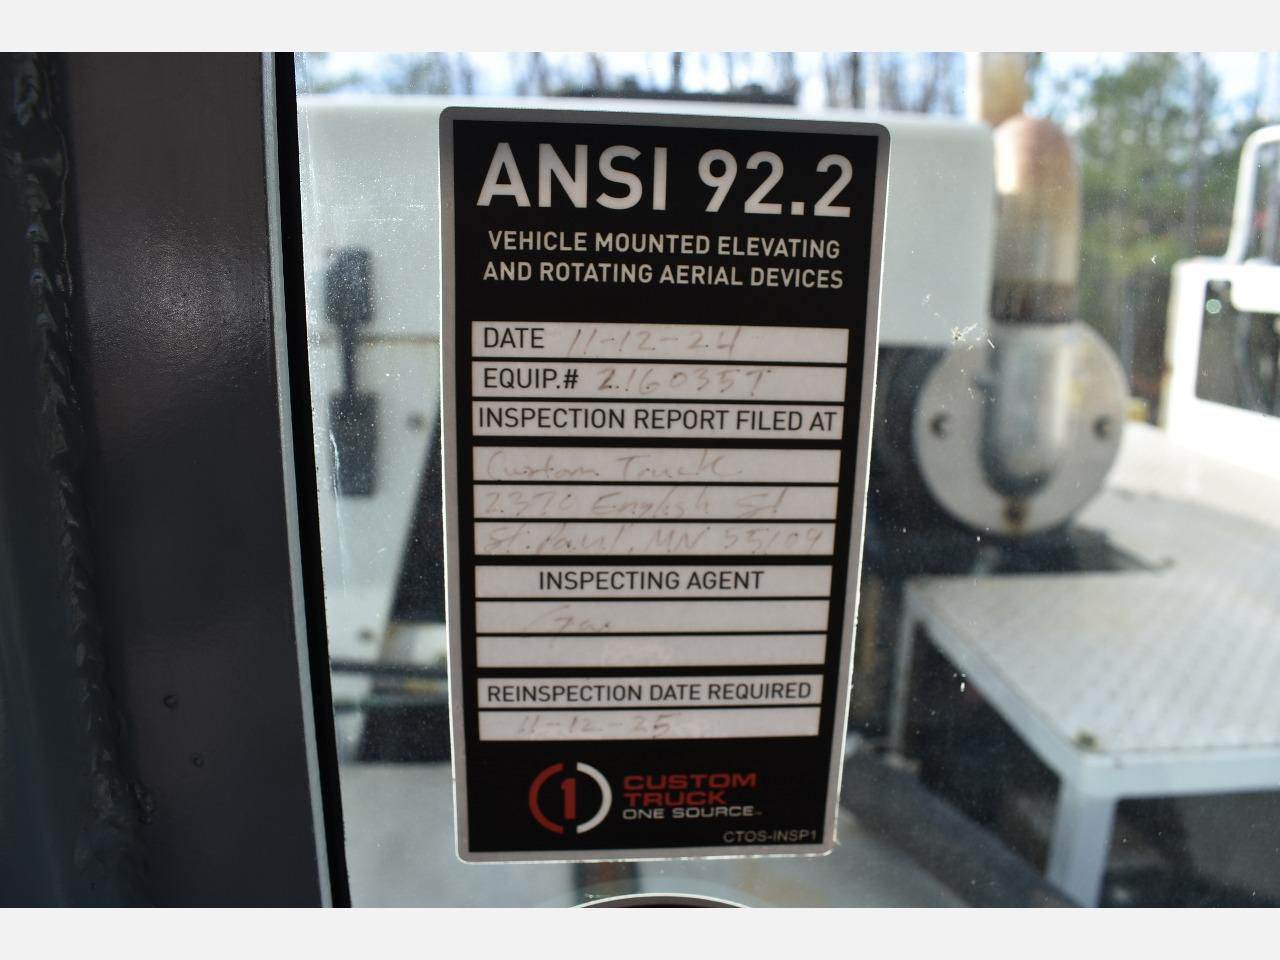 ANSI 92.2
VEHICLE MOUNTED ELEVATING
AND ROTATING AERIAL DEVICES
DATE 11-12-24
EQUIP.# 2160357
INSPECTION REPORT FILED AT
Custom Truck
2370 English St
St. Paul, MN 55109
INSPECTING AGENT
REINSPECTION DATE REQUIRED
11-12-25
1 CUSTOM
TRUCK
ONE SOURCE™
CTOS-INSP1